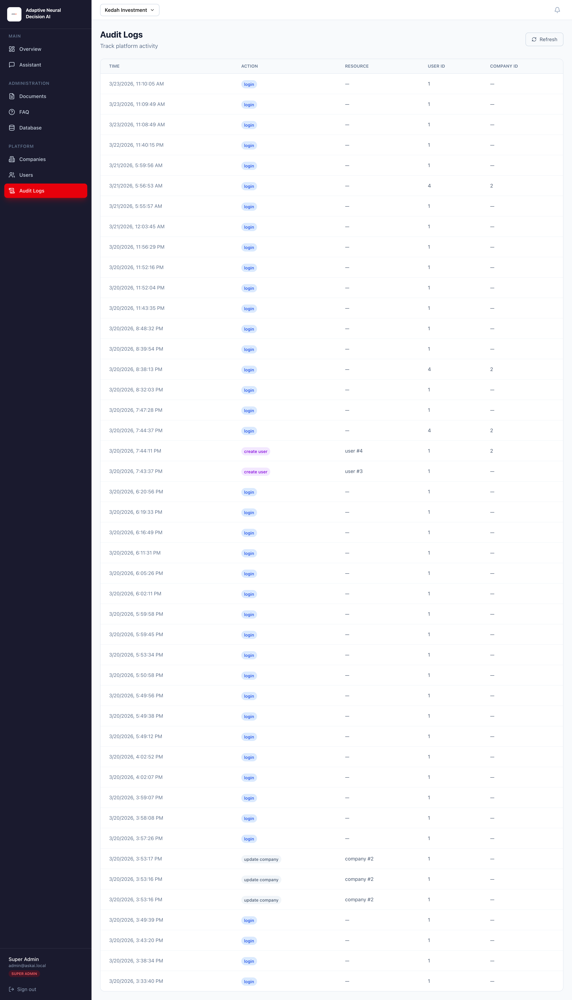 Adaptive Neural
Decision AI
MAIN
Overview
Assistant
ADMINISTRATION
Documents
FAQ
Database
PLATFORM
Companies
Users
Audit Logs
Super Admin
admin@askai.local
SUPER ADMIN
Sign out
Kedah Investment
Audit Logs
Track platform activity
Refresh
TIME ACTION RESOURCE USER ID COMPANY ID
3/23/2026, 11:10:05 AM login — 1 —
3/23/2026, 11:09:49 AM login — 1 —
3/23/2026, 11:08:49 AM login — 1 —
3/22/2026, 11:40:15 PM login — 1 —
3/21/2026, 5:59:56 AM login — 1 —
3/21/2026, 5:56:53 AM login — 4 2
3/21/2026, 5:55:57 AM login — 1 —
3/21/2026, 12:03:45 AM login — 1 —
3/20/2026, 11:56:29 PM login — 1 —
3/20/2026, 11:52:16 PM login — 1 —
3/20/2026, 11:52:04 PM login — 1 —
3/20/2026, 11:43:35 PM login — 1 —
3/20/2026, 8:48:32 PM login — 1 —
3/20/2026, 8:39:54 PM login — 1 —
3/20/2026, 8:38:13 PM login — 4 2
3/20/2026, 8:32:03 PM login — 1 —
3/20/2026, 7:47:28 PM login — 1 —
3/20/2026, 7:44:37 PM login — 4 2
3/20/2026, 7:44:11 PM create user user #4 1 2
3/20/2026, 7:43:37 PM create user user #3 1 —
3/20/2026, 6:20:56 PM login — 1 —
3/20/2026, 6:19:33 PM login — 1 —
3/20/2026, 6:16:49 PM login — 1 —
3/20/2026, 6:11:31 PM login — 1 —
3/20/2026, 6:05:26 PM login — 1 —
3/20/2026, 6:02:11 PM login — 1 —
3/20/2026, 5:59:58 PM login — 1 —
3/20/2026, 5:59:45 PM login — 1 —
3/20/2026, 5:53:34 PM login — 1 —
3/20/2026, 5:50:58 PM login — 1 —
3/20/2026, 5:49:56 PM login — 1 —
3/20/2026, 5:49:38 PM login — 1 —
3/20/2026, 5:49:12 PM login — 1 —
3/20/2026, 4:02:52 PM login — 1 —
3/20/2026, 4:02:07 PM login — 1 —
3/20/2026, 3:59:07 PM login — 1 —
3/20/2026, 3:58:08 PM login — 1 —
3/20/2026, 3:57:26 PM login — 1 —
3/20/2026, 3:53:17 PM update company company #2 1 —
3/20/2026, 3:53:16 PM update company company #2 1 —
3/20/2026, 3:53:16 PM update company company #2 1 —
3/20/2026, 3:49:39 PM login — 1 —
3/20/2026, 3:43:20 PM login — 1 —
3/20/2026, 3:38:34 PM login — 1 —
3/20/2026, 3:33:40 PM login — 1 —